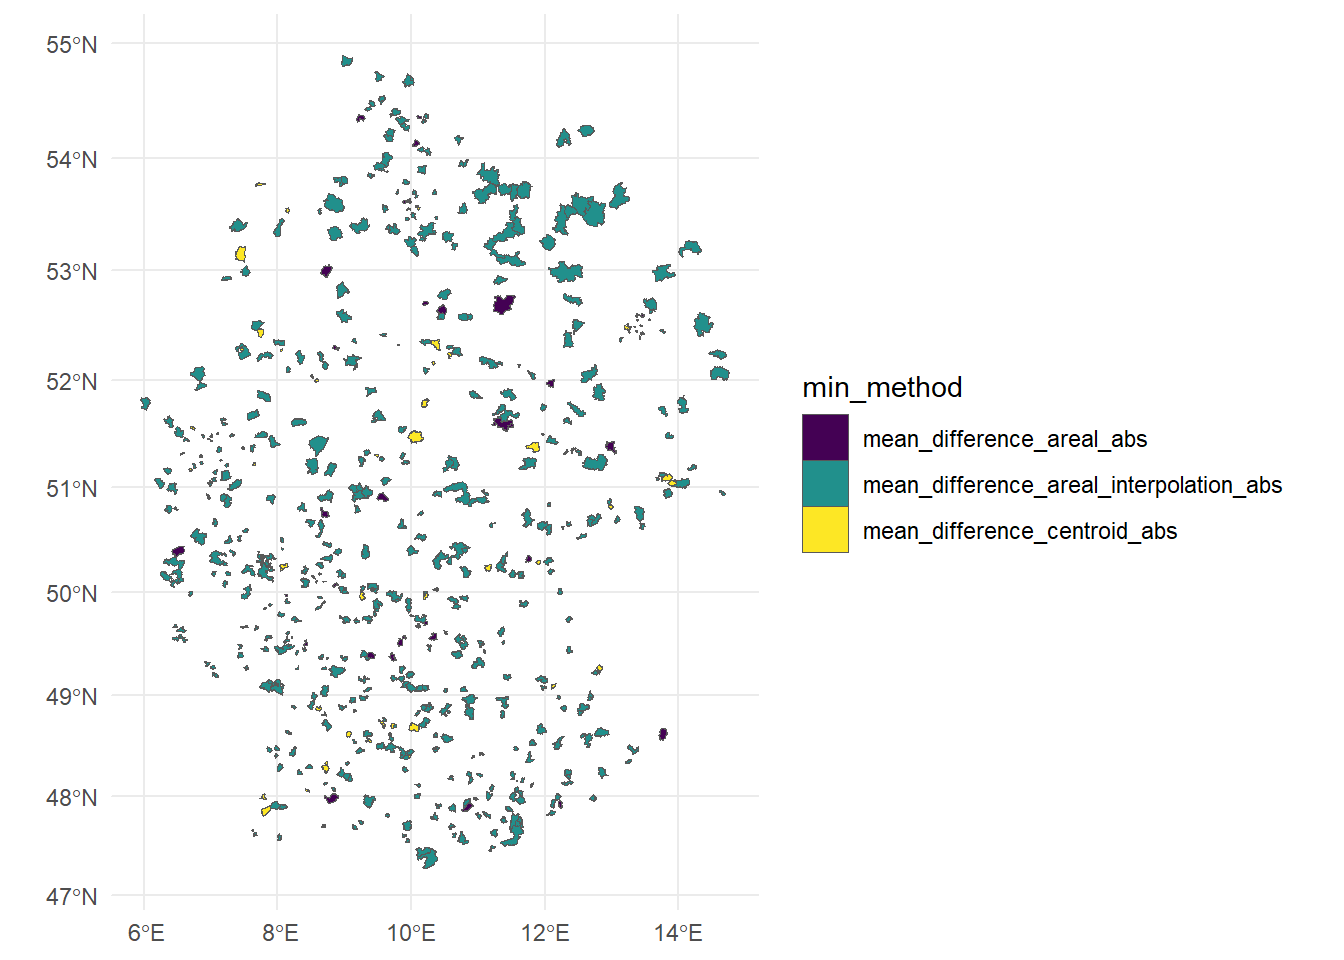 55°N
54°N
53°N
52°N
51°N
50°N
49°N
48°N
47°N
6°E
8°E
10°E
12°E
14°E
min_method
mean_difference_areal_abs
mean_difference_areal_interpolation_abs
mean_difference_centroid_abs